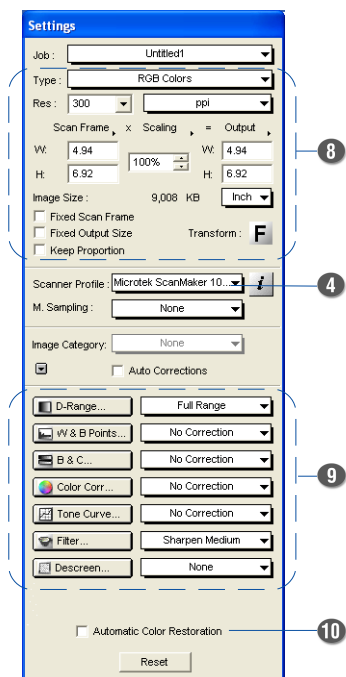 Settings
Job : Untitled1
Type : RGB Colors
Res : 300 ppi
Scan Frame x Scaling = Output
W: 4.94 100% W: 4.94
H: 6.92 H: 6.92
Image Size : 9,008 KB Inch
Fixed Scan Frame
Fixed Output Size Transform : F
Keep Proportion
8
Scanner Profile : Microtek ScanMaker 10... i
4
M. Sampling : None
Image Category: None
Auto Corrections
D-Range... Full Range
W & B Points... No Correction
B & C... No Correction
Color Corr... No Correction
Tone Curve... No Correction
Filter... Sharpen Medium
Descreen... None
9
Automatic Color Restoration
10
Reset